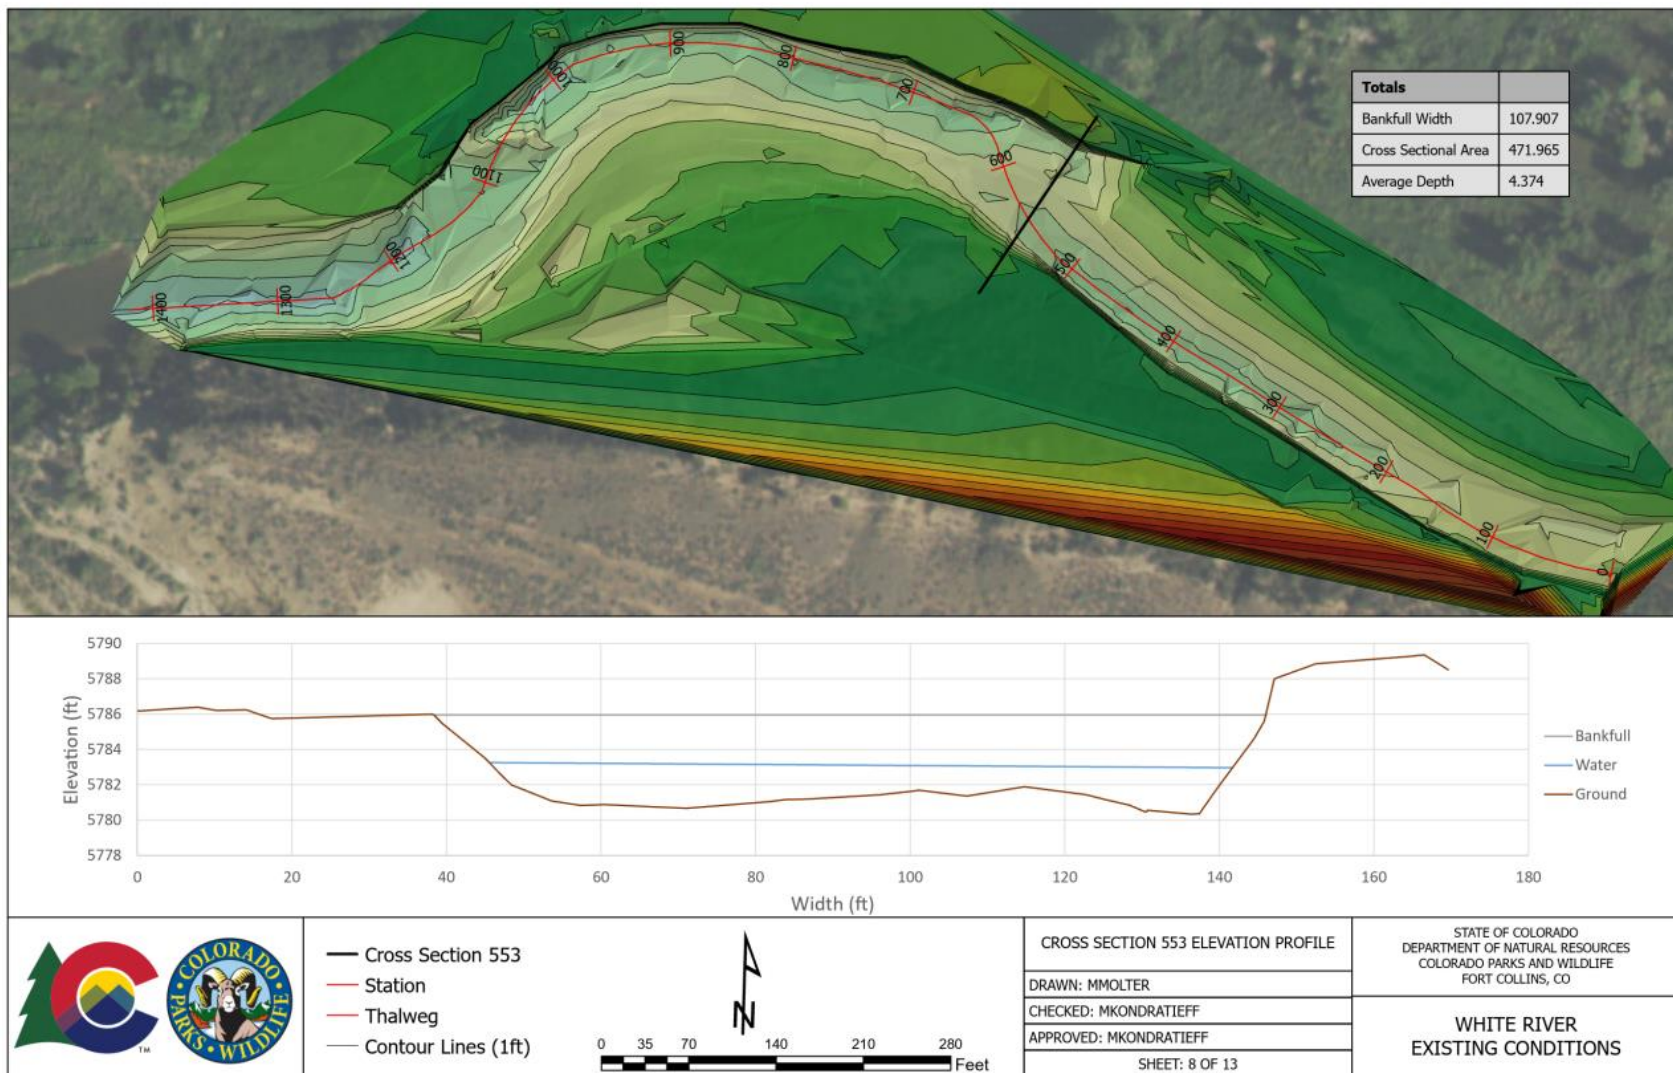 900
800
1000
700
600
1100
1200
500
1300
1400
400
300
200
100
0
Totals
Bankfull Width 107.907
Cross Sectional Area 471.965
Average Depth 4.374
5790
5788
5786
5784
5782
5780
5778
Elevation (ft)
0 20 40 60 80 100 120 140 160 180
Width (ft)
Bankfull
Water
Ground
TM
COLORADO
PARKS • WILDLIFE
Cross Section 553
Station
Thalweg
Contour Lines (1ft)
N
0 35 70 140 210 280
Feet
CROSS SECTION 553 ELEVATION PROFILE
DRAWN: MMOLTER
CHECKED: MKONDRATIEFF
APPROVED: MKONDRATIEFF
SHEET: 8 OF 13
STATE OF COLORADO
DEPARTMENT OF NATURAL RESOURCES
COLORADO PARKS AND WILDLIFE
FORT COLLINS, CO
WHITE RIVER
EXISTING CONDITIONS